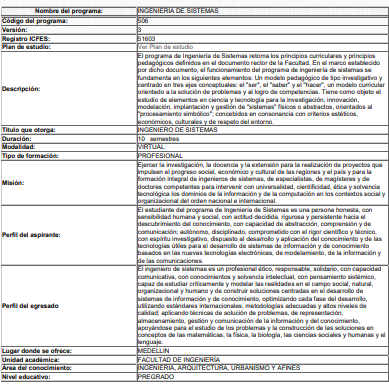 Nombre del programa: INGENIERIA DE SISTEMAS
Código del programa: 506
Versión: 3
Registro ICFES: 51603
Plan de estudio: Ver Plan de estudio
El programa de Ingeniería de Sistemas retoma los principios curriculares y principios
pedagógicos definidos en el documento rector de la Facultad. En el marco establecido
por dicho documento, el funcionamiento del programa de ingeniería de sistemas se
fundamenta en los siguientes elementos: Un modelo pedagógico de tipo investigativo y
centrado en tres ejes conceptuales: el "ser", el "saber" y el "hacer", un modelo curricular
orientado a la solución de problemas y al logro de competencias. Tiene como objeto el
Descripción: estudio de elementos en ciencia y tecnología para la investigación, innovación,
modelación, implantación y gestión de "sistemas" físicos o abstractos, orientados al
"procesamiento simbólico"; concebidos en consonancia con criterios estéticos,
económicos, culturales y de respeto del entorno.
Título que otorga: INGENIERO DE SISTEMAS
Duración: 10 semestres
Modalidad: VIRTUAL
Tipo de formación: PROFESIONAL
Ejercer la investigación, la docencia y la extensión para la realización de proyectos que
impulsen el progreso social, económico y cultural de las regiones y el país y para la
Misión: formación integral de ingenieros de sistemas, de especialistas, de magísteres y de
doctores competentes para intervenir con universalidad, cientificidad, ética y solvencia
tecnológica los dominios de la información y de la computación en los contextos social y
organizacional del orden nacional e internacional.
El estudiante del programa de Ingeniería de Sistemas es una persona honesta, con
sensibilidad humana y social, con actitud decidida, rigurosa y persistente hacia el
descubrimiento del conocimiento, con capacidad de abstracción, comprensión y de
Perfil del aspirante: comunicación; autónomo, disciplinado, comprometido con el rigor científico y técnico,
con espíritu investigativo, dispuesto al desarrollo y aplicación del conocimiento y de las
tecnologías útiles para el desarrollo de sistemas de información y de conocimiento
basados en las nuevas tecnologías electrónicas, de modelamiento, de la información y
de las comunicaciones.
El ingeniero de sistemas es un profesional ético, responsable, solidario, con capacidad
comunicativa, con conocimientos y solvencia intelectual, con pensamiento sistémico,
capaz de estudiar críticamente y modelar las realidades en el campo social, natural,
organizacional y humano y de construir soluciones centradas en el desarrollo de
sistemas de información y de conocimiento, optimizando cada fase del desarrollo,
Perfil del egresado utilizando estándares internacionales, metodologías adecuadas y altos niveles de
calidad; aplicando técnicas de solución de problemas, de representación,
almacenamiento, gestión y comunicación de la información y del conocimiento,
apoyándose para el estudio de los problemas y la construcción de las soluciones en
conceptos de las matemáticas, la física, la biología, las ciencias sociales y humanas y el
lenguaje.
Lugar donde se ofrece: MEDELLIN
Unidad académica: FACULTAD DE INGENIERÍA
Area del conocimiento: INGENIERIA, ARQUITECTURA, URBANISMO Y AFINES
Nivel educativo: PREGRADO